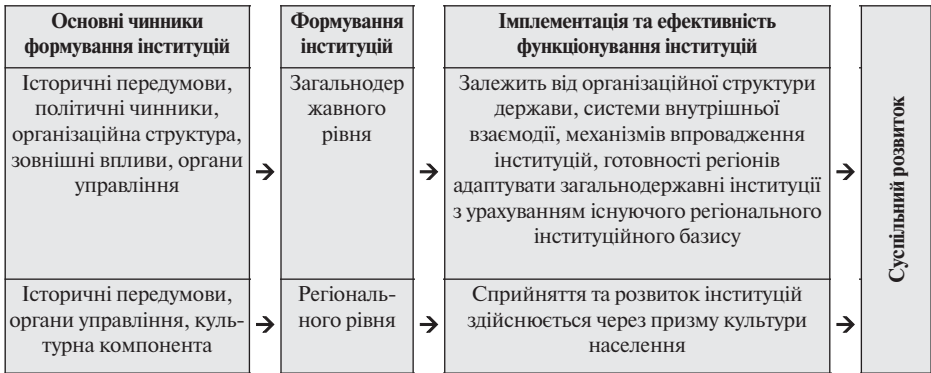 Основні чинники
формування інституцій
Формування
інституцій
Імплементація та ефективність
функціонування інституцій
Історичні передумови,
політичні чинники,
організаційна структура,
зовнішні впливи, органи
управління
→
Загальнодер
жавного
рівня
→
Залежить від організаційної структури
держави, системи внутрішньої
взаємодії, механізмів впровадження
інституцій, готовності регіонів
адаптувати загальнодержавні інституції
з урахуванням існуючого регіонального
інституційного базису
→
Історичні передумови,
органи управління, куль-
турна компонента
→
Регіональ-
ного рівня
→
Сприйняття та розвиток інституцій
здійснюється через призму культури
населення
→
Суспільний розвиток